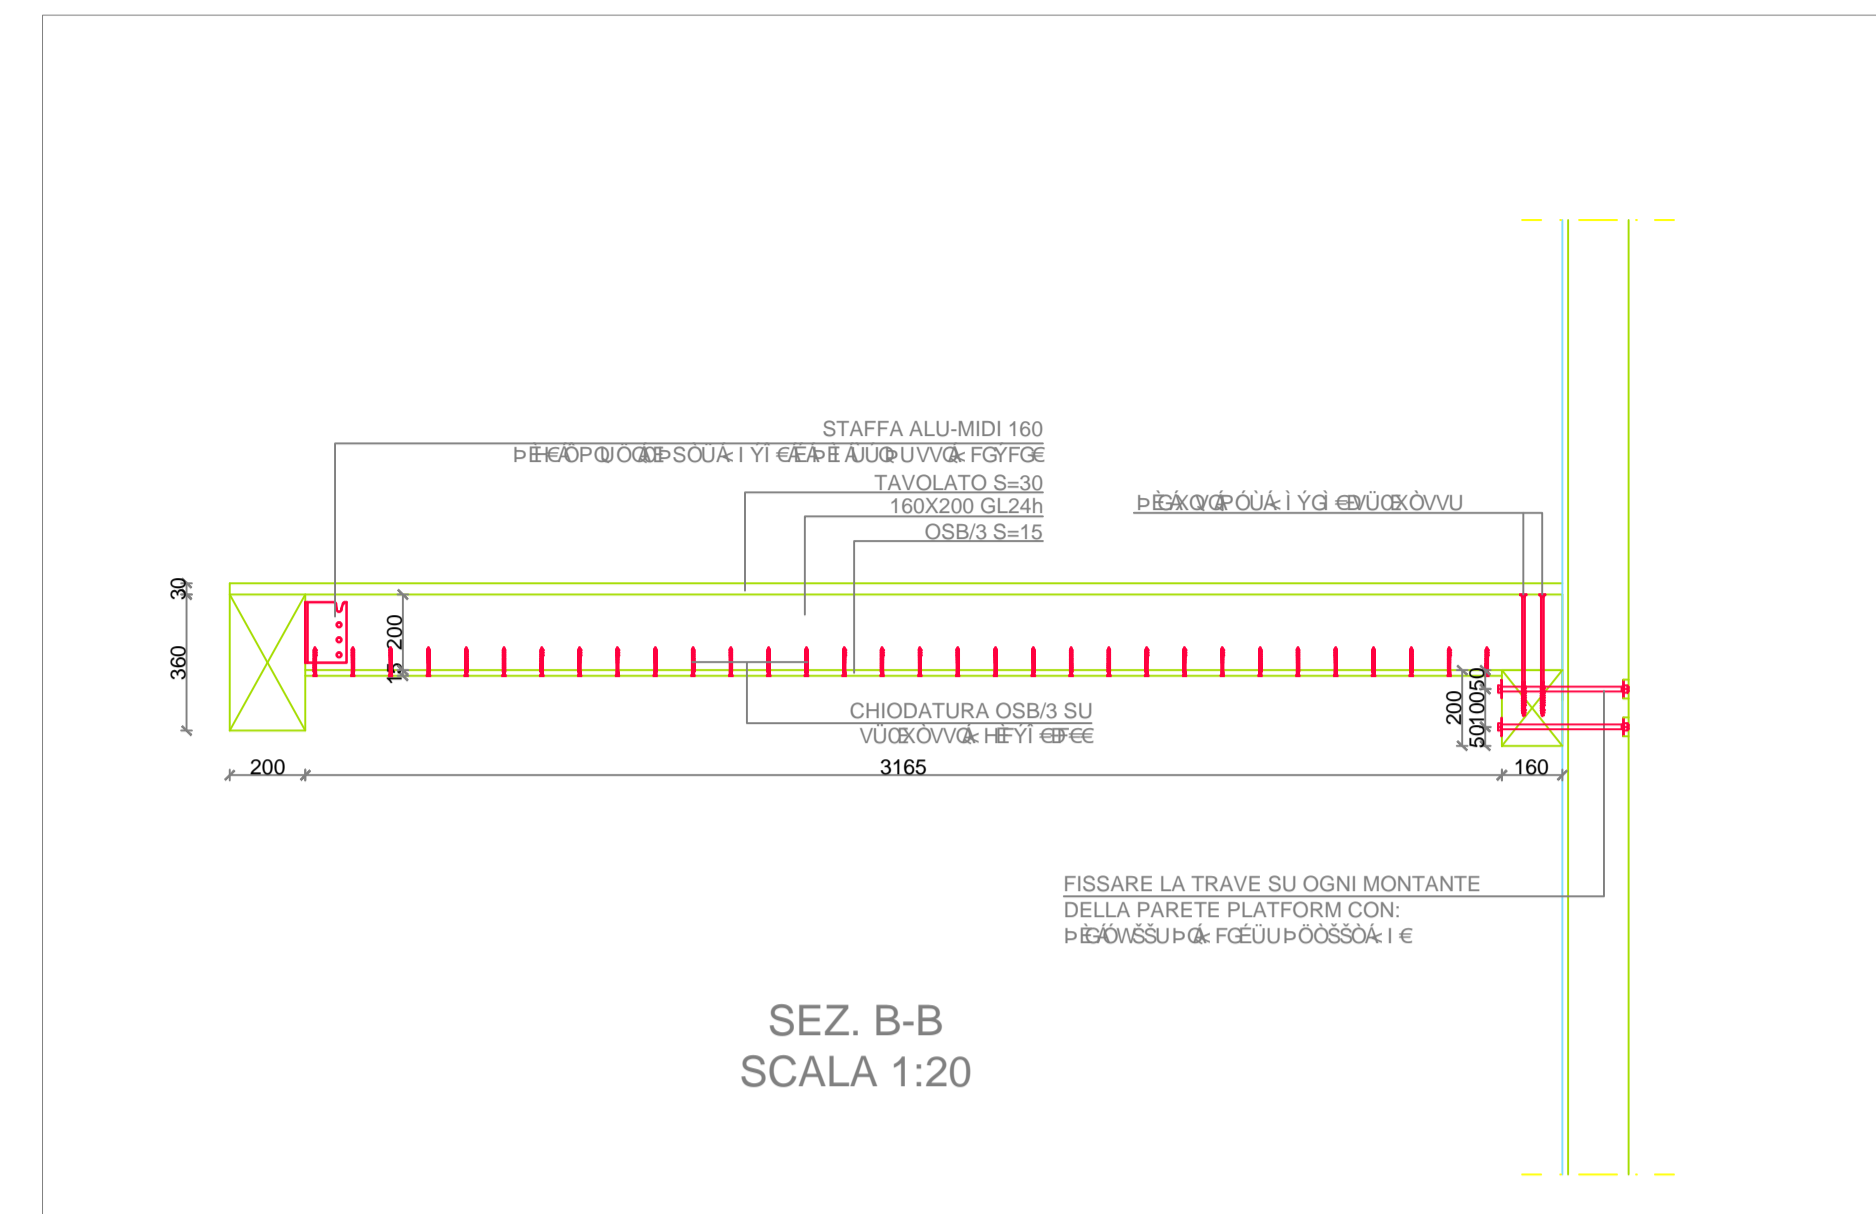 STAFFA ALU-MIDI 160
TAVOLATO S=30
160X200 GL24h
OSB/3 S=15
30
360
200
15
CHIODATURA OSB/3 SU
200
3165
160
200
50
100
50
FISSARE LA TRAVE SU OGNI MONTANTE
DELLA PARETE PLATFORM CON:
SEZ. B-B
SCALA 1:20